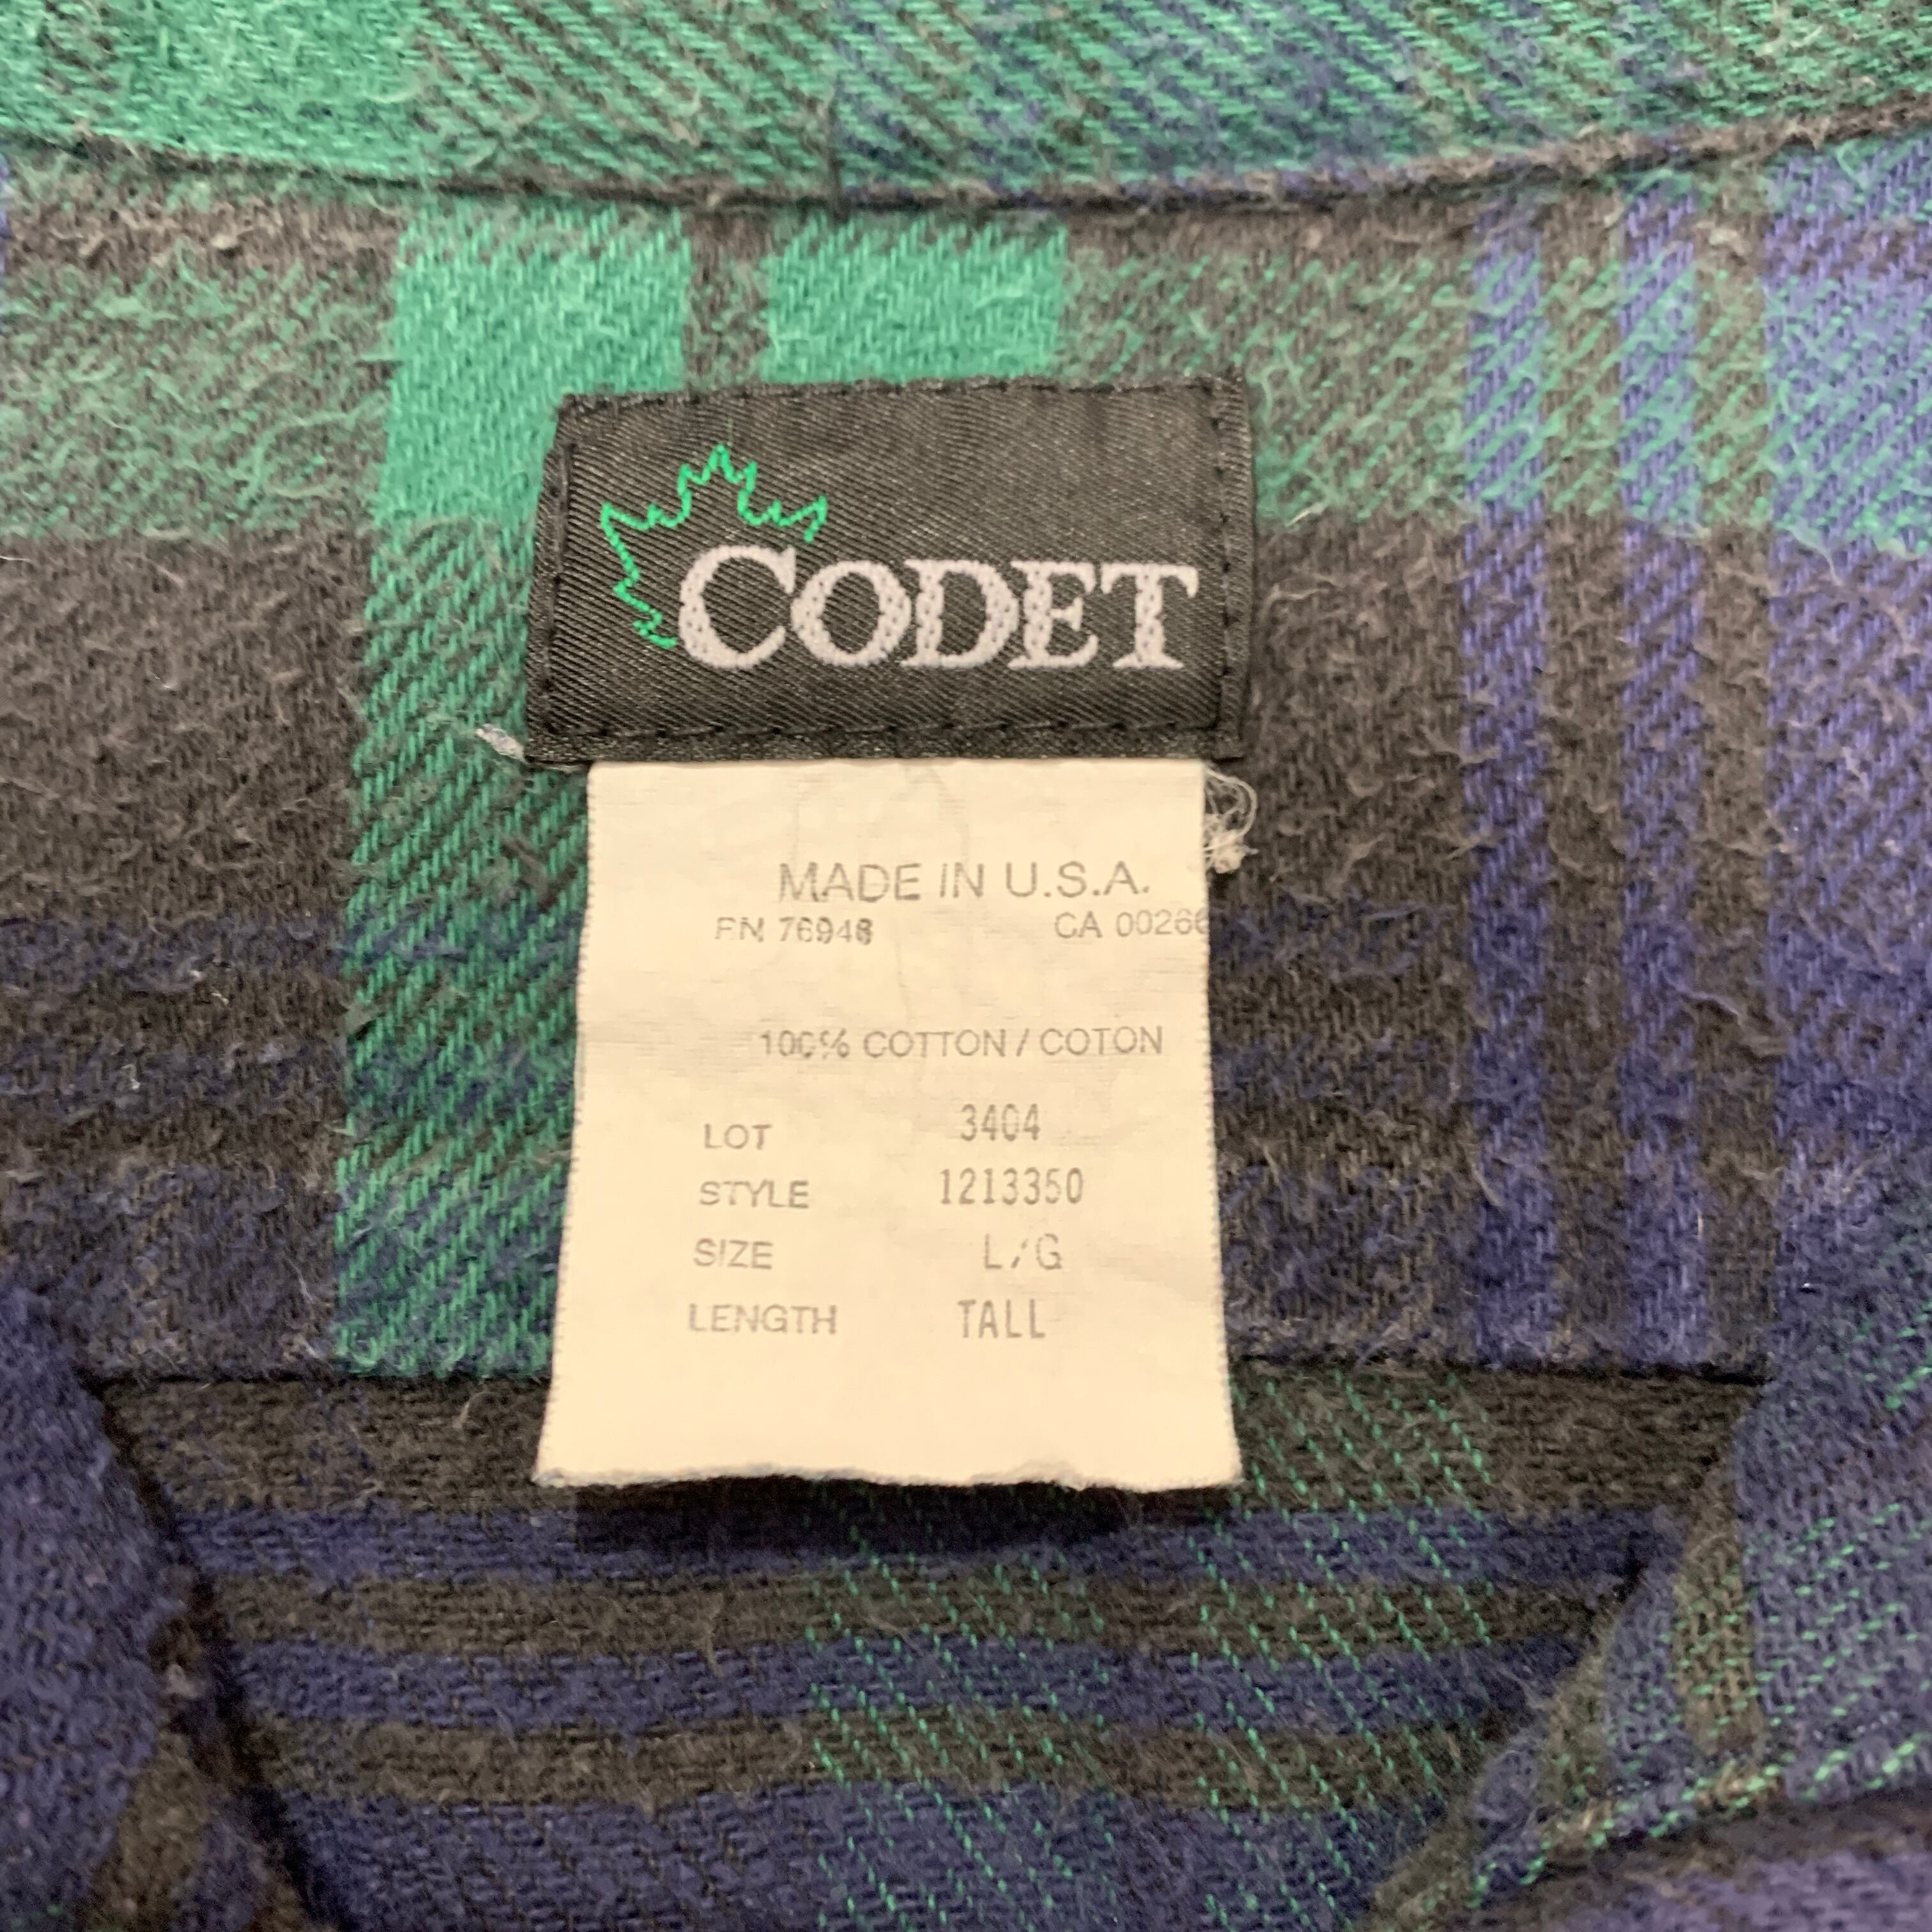 CODET
MADE IN U.S.A.
RN 76948 CA 00266
100% COTTON / COTON
LOT 3404
STYLE 1213350
SIZE L/G
LENGTH TALL